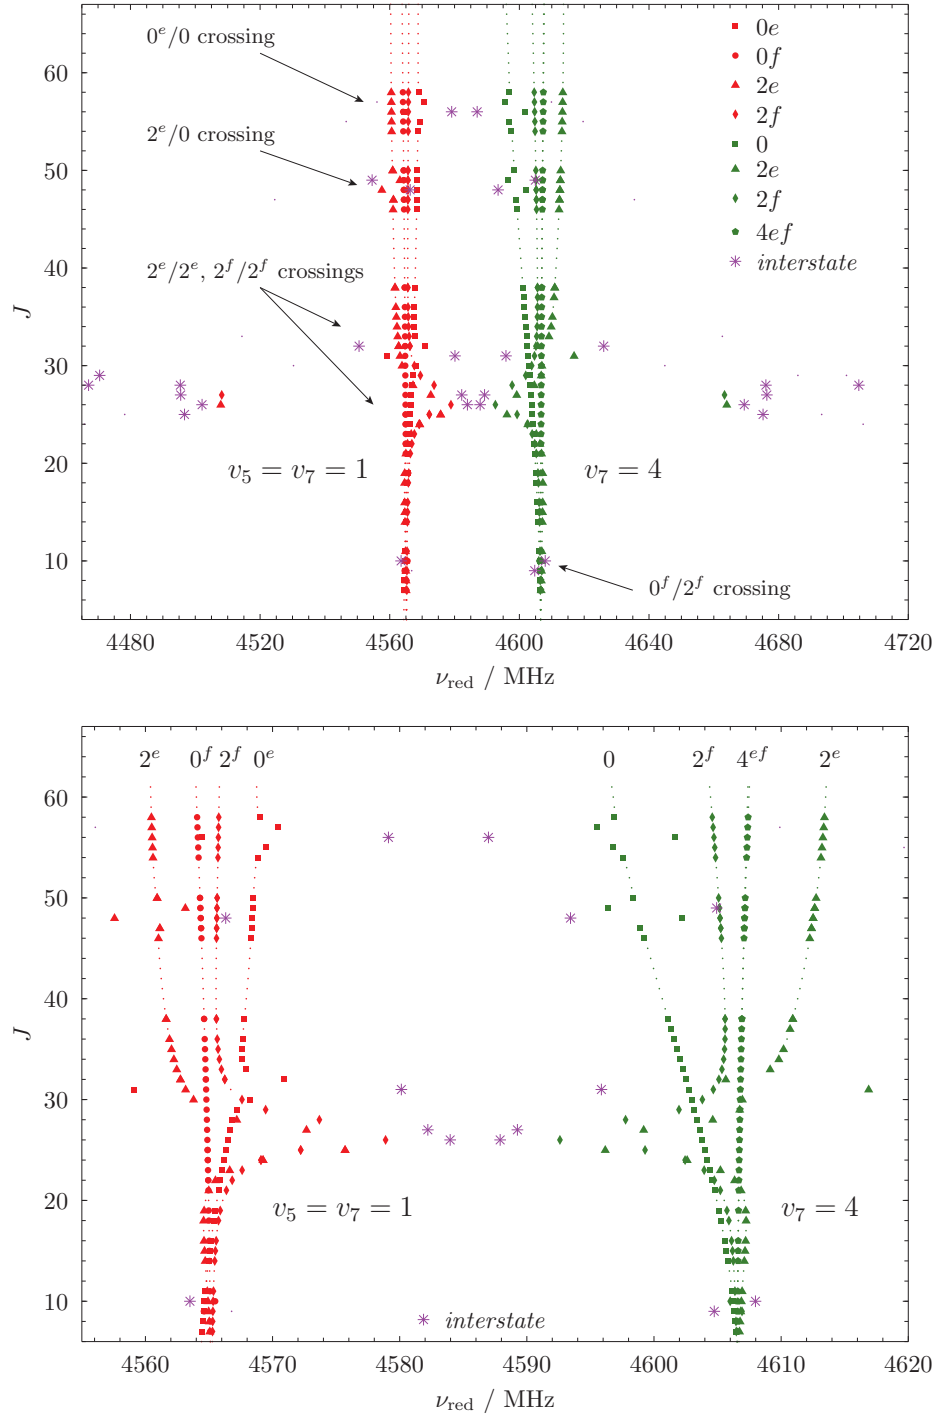 60
50
40
30
20
10
J
0^e/0 crossing
2^e/0 crossing
2^e/2^e, 2^f/2^f crossings
0e
0f
2e
2f
0
2e
2f
4ef
interstate
v_5 = v_7 = 1
v_7 = 4
0^f/2^f crossing
4480 4520 4560 4600 4640 4680 4720
ν_red / MHz
60
50
40
30
20
10
J
2^e 0^f 2^f 0^e 0 2^f 4^ef 2^e
v_5 = v_7 = 1
v_7 = 4
interstate
4560 4570 4580 4590 4600 4610 4620
ν_red / MHz